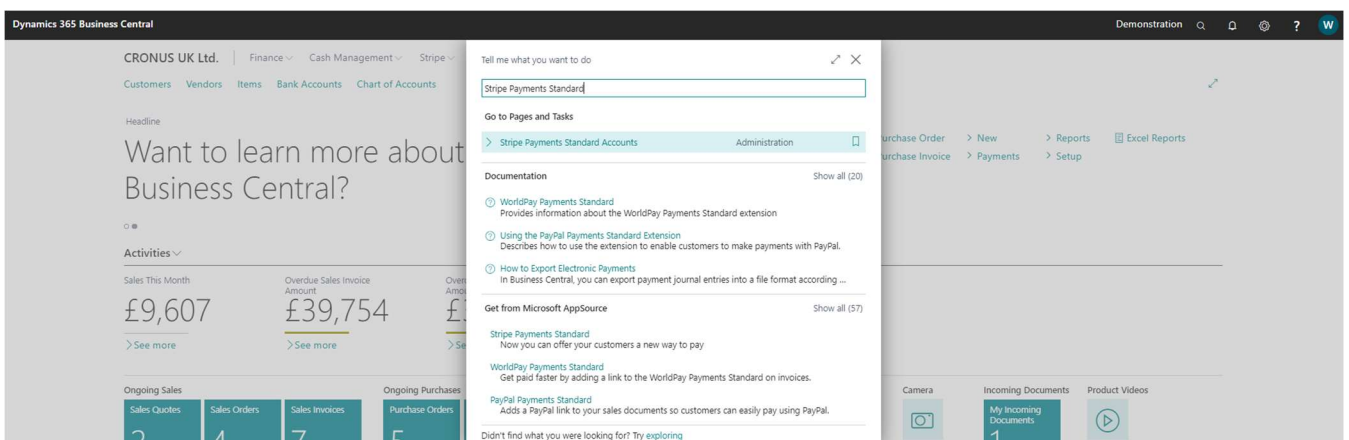 Dynamics 365 Business Central
Demonstration
?
W
CRONUS UK Ltd.
Finance
Cash Management
Stripe
Customers
Vendors
Items
Bank Accounts
Chart of Accounts
Headline
Want to learn more about
Business Central?
Activities
Sales This Month
£9,607
>See more
Overdue Sales Invoice
Amount
£39,754
>See more
Ongoing Sales
Sales Quotes
Sales Orders
Sales Invoices
Ongoing Purchases
Purchase Orders
Tell me what you want to do
Stripe Payments Standard
Go to Pages and Tasks
> Stripe Payments Standard Accounts
Administration
Documentation
Show all (20)
WorldPay Payments Standard
Provides information about the WorldPay Payments Standard extension
Using the PayPal Payments Standard Extension
Describes how to use the extension to enable customers to make payments with PayPal.
How to Export Electronic Payments
In Business Central, you can export payment journal entries into a file format according ...
Get from Microsoft AppSource
Show all (57)
Stripe Payments Standard
Now you can offer your customers a new way to pay
WorldPay Payments Standard
Get paid faster by adding a link to the WorldPay Payments Standard on invoices.
PayPal Payments Standard
Adds a PayPal link to your sales documents so customers can easily pay using PayPal.
Didn't find what you were looking for? Try exploring
Order
> New
> Reports
Excel Reports
Invoice
> Payments
> Setup
Camera
Incoming Documents
My Incoming
Documents
Product Videos